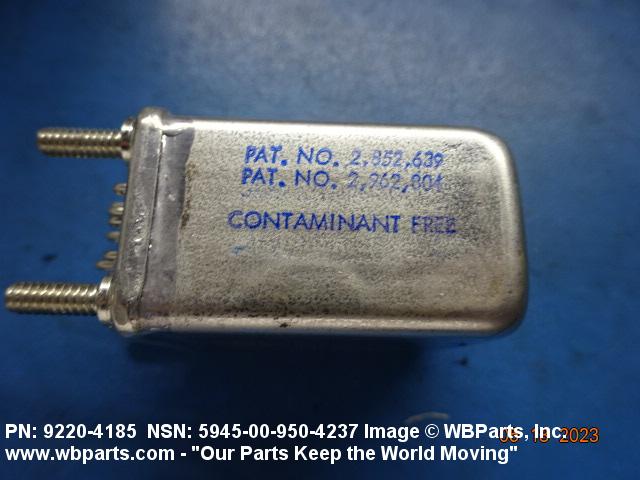 PAT. NO. 2,852,639
PAT. NO. 2,962,804
CONTAMINANT FREE
PN: 9220-4185 NSN: 5945-00-950-4237 Image © WBParts, Inc.
2023
www.wbparts.com - "Our Parts Keep the World Moving"